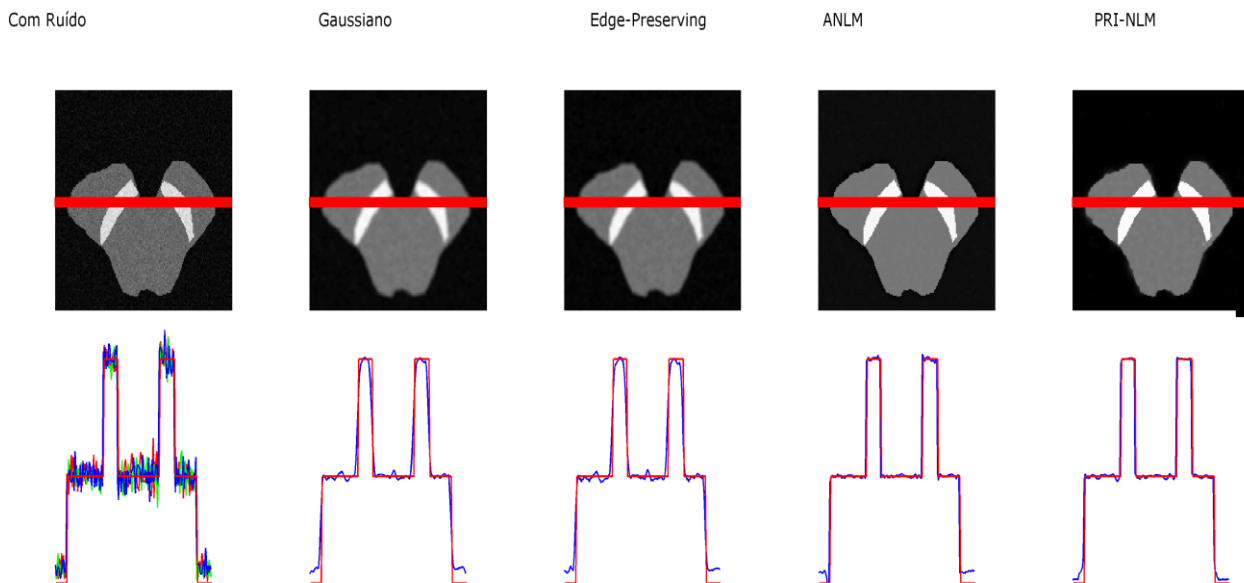 Com Ruído
Gaussiano
Edge-Preserving
ANLM
PRI-NLM